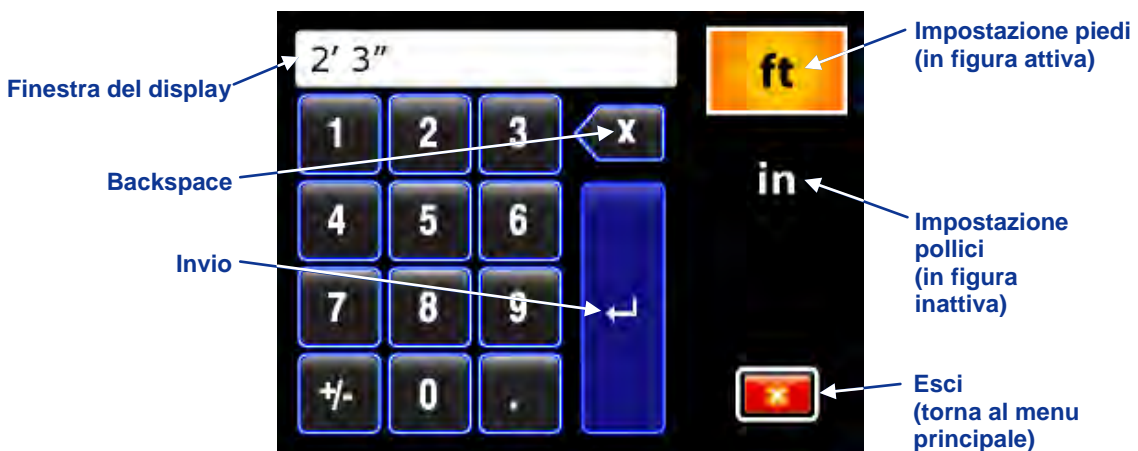 Finestra del display
Backspace
Invio
2' 3"
1 2 3 X
4 5 6
7 8 9
+/- 0 .
ft
in
x
Impostazione piedi
(in figura attiva)
Impostazione
pollici
(in figura
inattiva)
Esci
(torna al menu
principale)